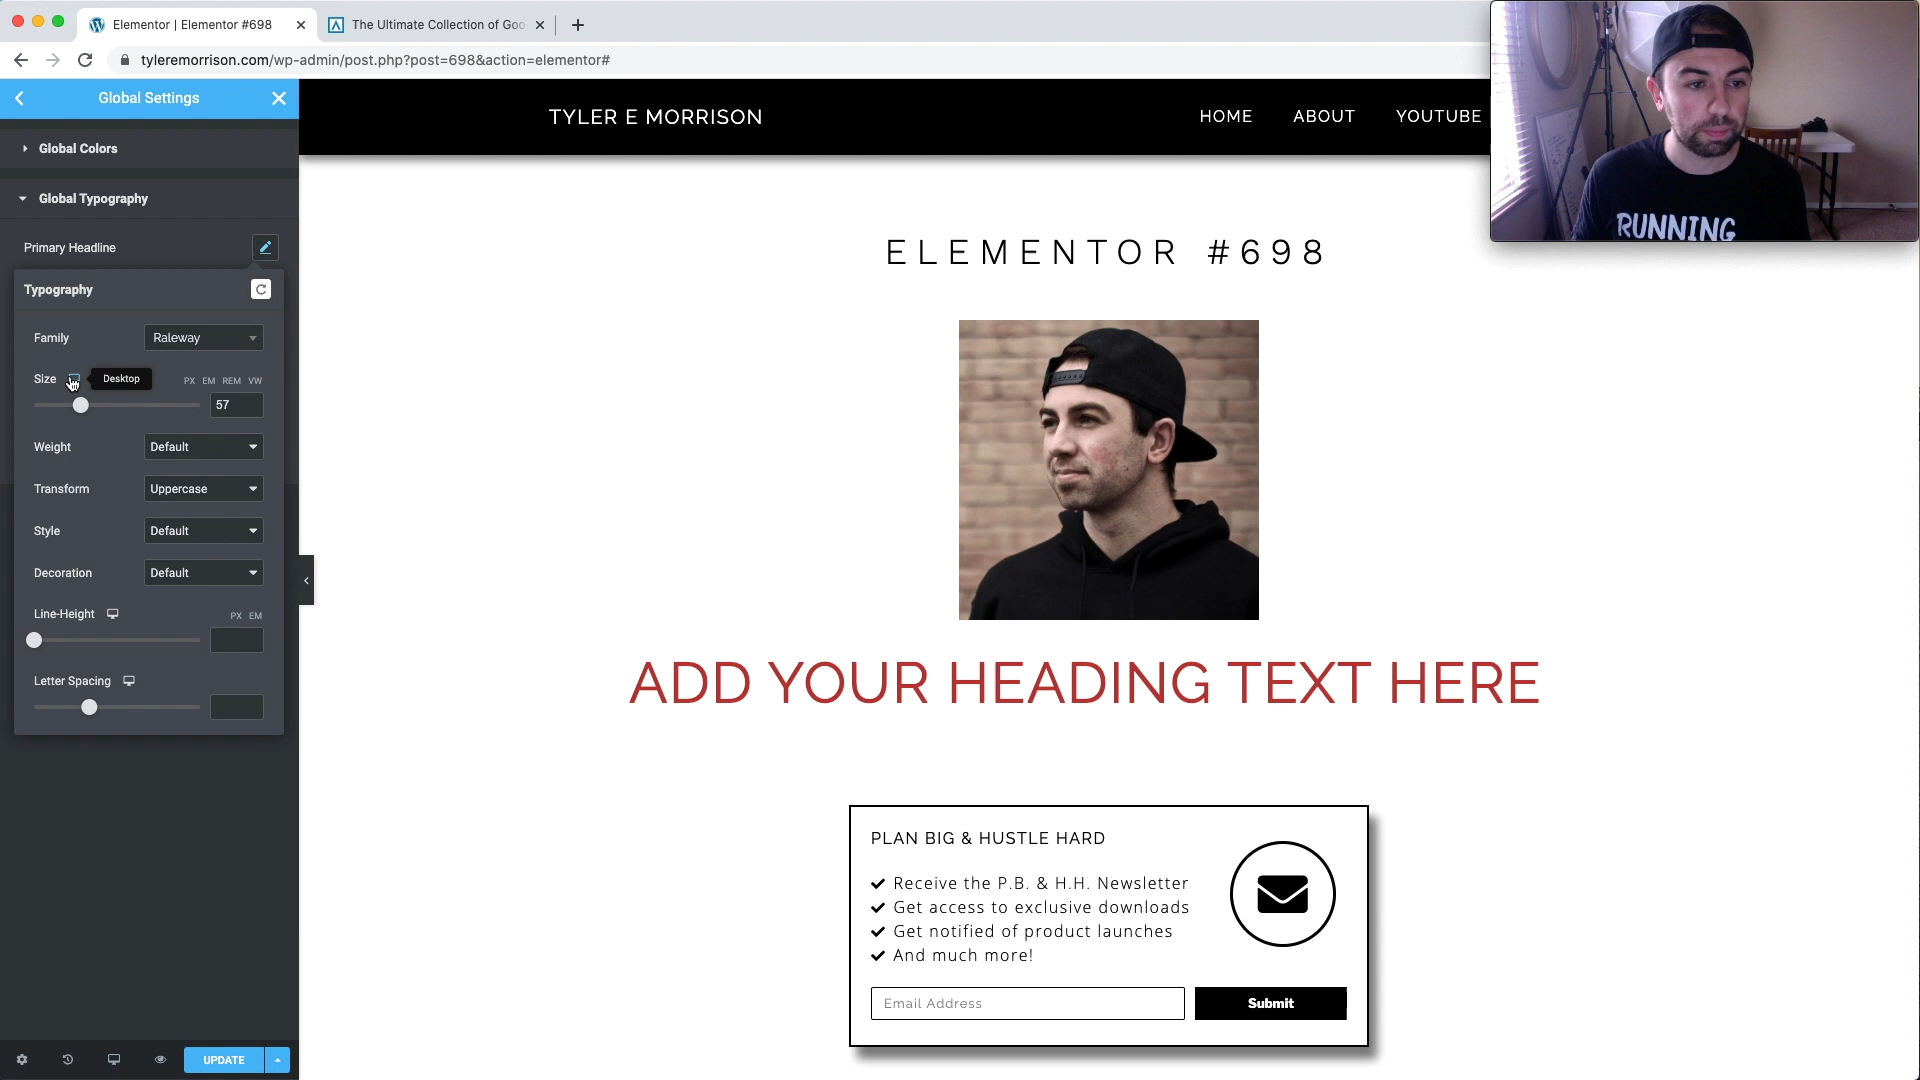 Elementor | Elementor #698
The Ultimate Collection of Goo
tyleremorrison.com/wp-admin/post.php?post=698&action=elementor#
Global Settings
Global Colors
Global Typography
Primary Headline
Typography
Family
Raleway
Size
Desktop
PX EM REM VW
57
Weight
Default
Transform
Uppercase
Style
Default
Decoration
Default
Line-Height
PX EM
Letter Spacing
UPDATE
TYLER E MORRISON
HOME
ABOUT
YOUTUBE
RUNNING
ELEMENTOR #698
ADD YOUR HEADING TEXT HERE
PLAN BIG & HUSTLE HARD
Receive the P.B. & H.H. Newsletter
Get access to exclusive downloads
Get notified of product launches
And much more!
Email Address
Submit